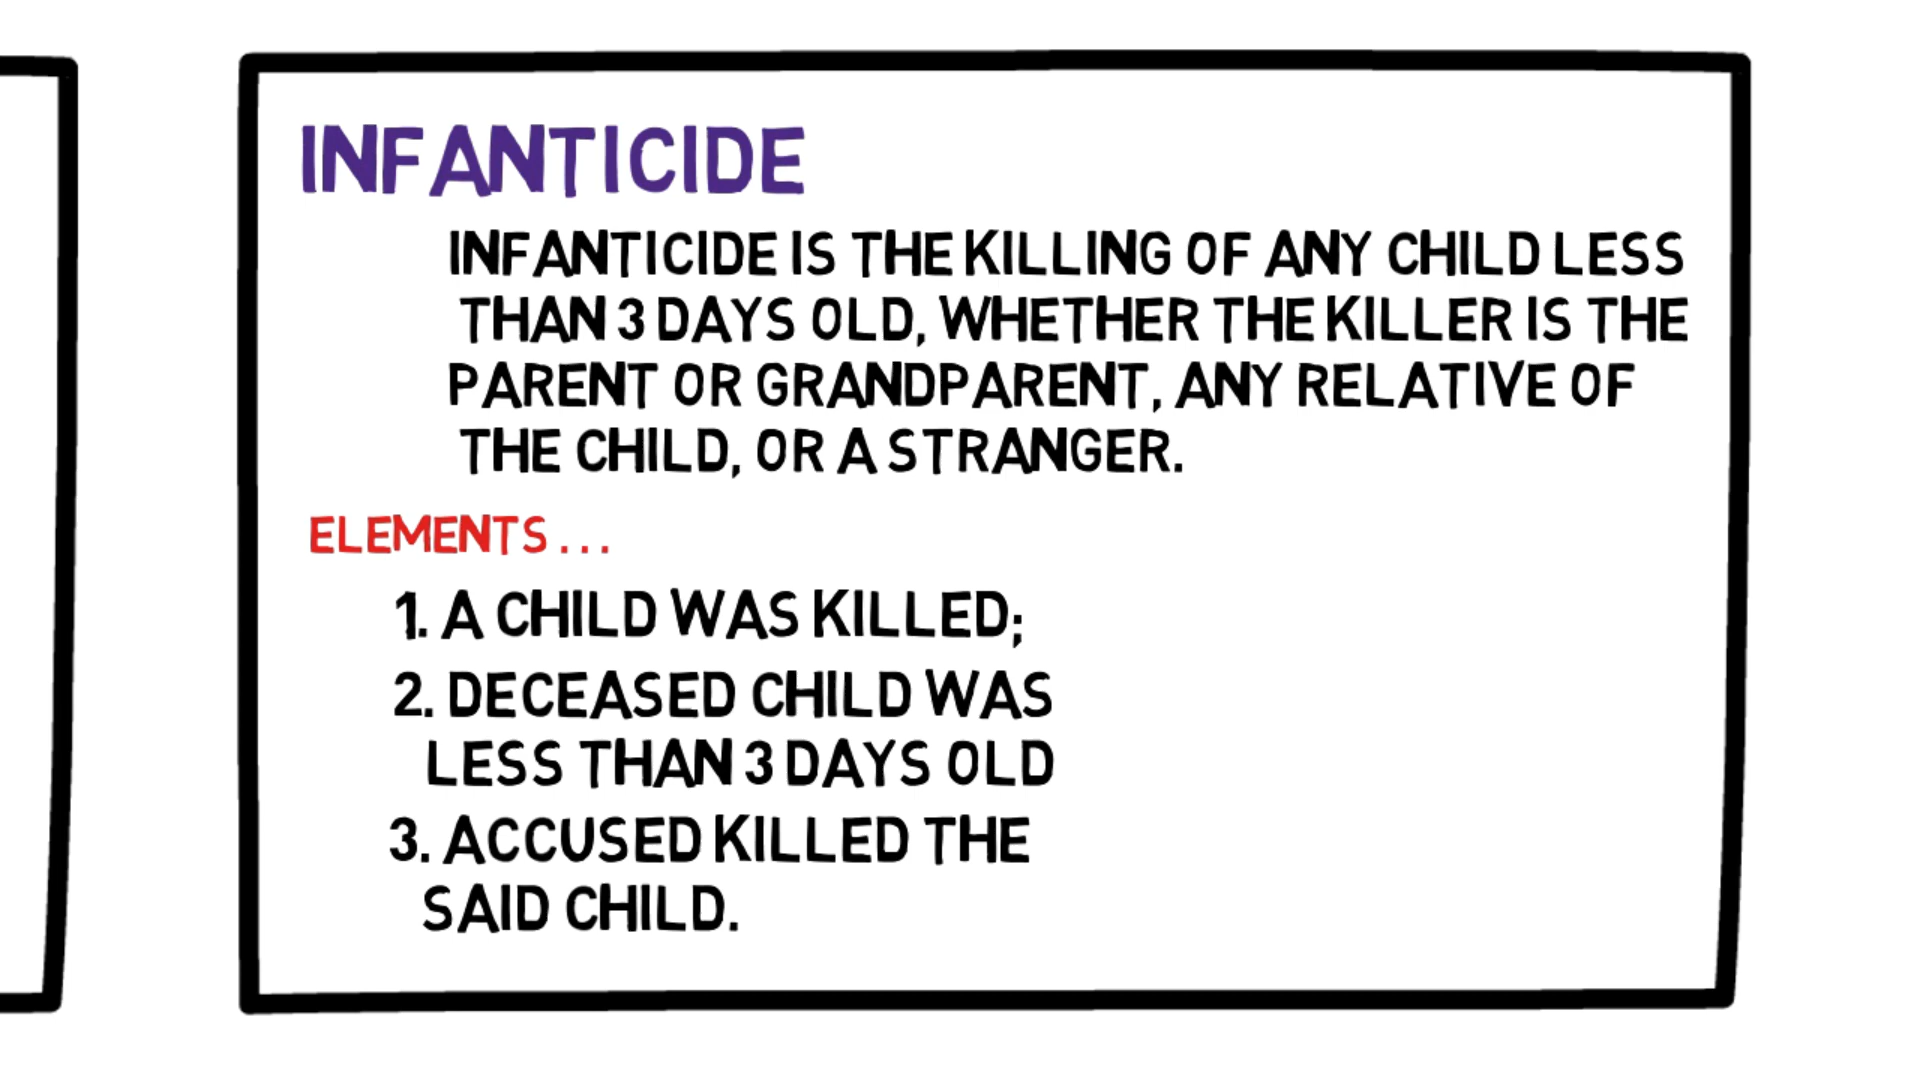 INFANTICIDE
INFANTICIDE IS THE KILLING OF ANY CHILD LESS
THAN 3 DAYS OLD, WHETHER THE KILLER IS THE
PARENT OR GRANDPARENT, ANY RELATIVE OF
THE CHILD, OR A STRANGER.
ELEMENTS...
1. A CHILD WAS KILLED;
2. DECEASED CHILD WAS
LESS THAN 3 DAYS OLD
3. ACCUSED KILLED THE
SAID CHILD.